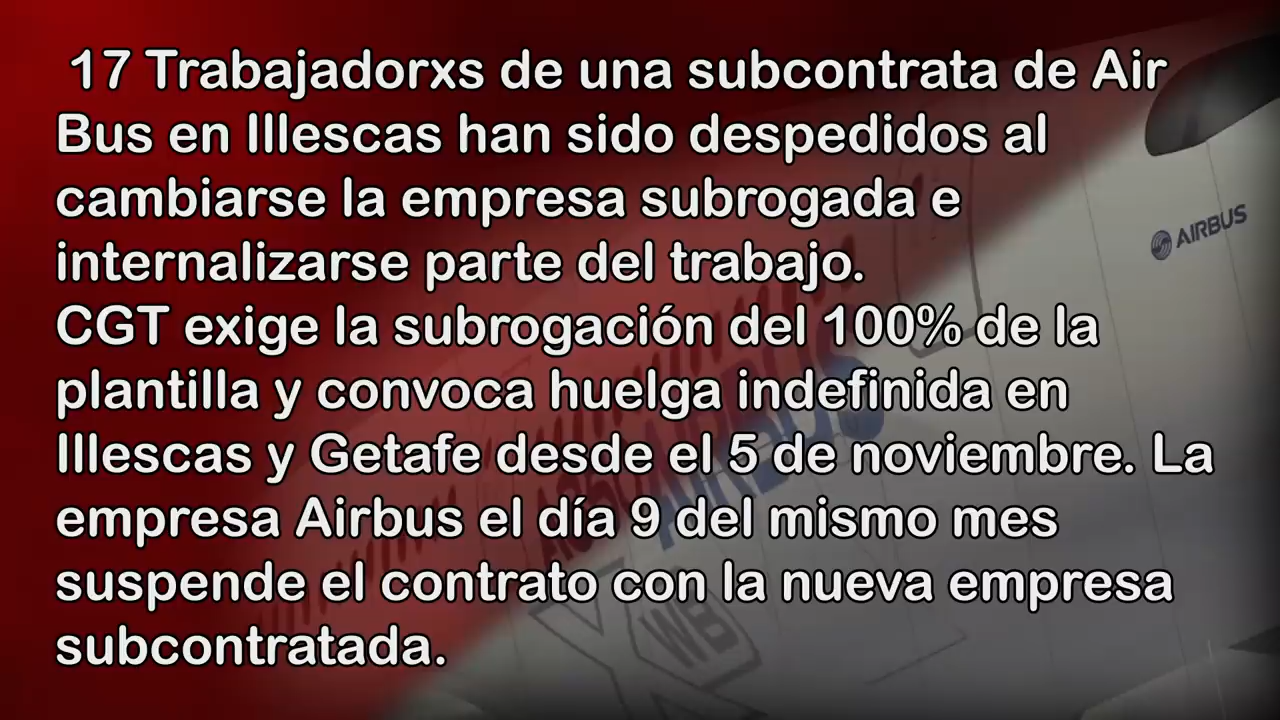 17 Trabajadorxs de una subcontrata de Air
Bus en Illescas han sido despedidos al
cambiarse la empresa subrogada e
internalizarse parte del trabajo.
CGT exige la subrogación del 100% de la
plantilla y convoca huelga indefinida en
Illescas y Getafe desde el 5 de noviembre. La
empresa Airbus el día 9 del mismo mes
suspende el contrato con la nueva empresa
subcontratada.
AIRBUS
AIRBUS
WB